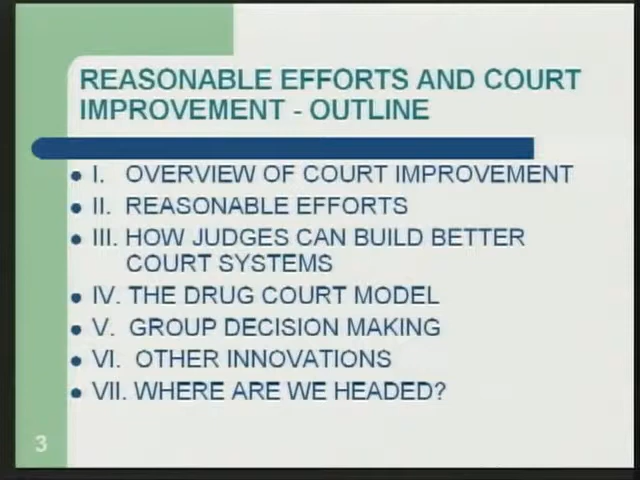 REASONABLE EFFORTS AND COURT
IMPROVEMENT - OUTLINE
• I. OVERVIEW OF COURT IMPROVEMENT
• II. REASONABLE EFFORTS
• III. HOW JUDGES CAN BUILD BETTER
COURT SYSTEMS
• IV. THE DRUG COURT MODEL
• V. GROUP DECISION MAKING
• VI. OTHER INNOVATIONS
• VII. WHERE ARE WE HEADED?
3